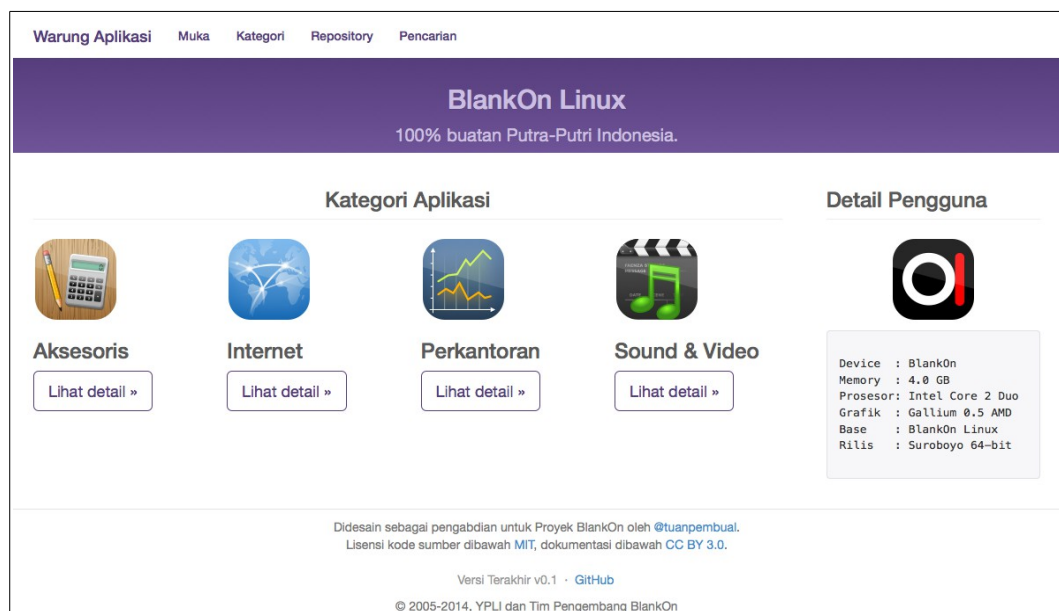 Warung Aplikasi Muka Kategori Repository Pencarian
BlankOn Linux
100% buatan Putra-Putri Indonesia.
Kategori Aplikasi
Aksesoris Internet Perkantoran Sound & Video
Lihat detail » Lihat detail » Lihat detail » Lihat detail »
Detail Pengguna
Device : BlankOn
Memory : 4.0 GB
Prosesor: Intel Core 2 Duo
Grafik : Gallium 0.5 AMD
Base : BlankOn Linux
Rilis : Suroboyo 64-bit
Didesain sebagai pengabdian untuk Proyek BlankOn oleh @tuanpembual.
Lisensi kode sumber dibawah MIT, dokumentasi dibawah CC BY 3.0.
Versi Terakhir v0.1 · GitHub
© 2005-2014, YPLI dan Tim Pengembang BlankOn